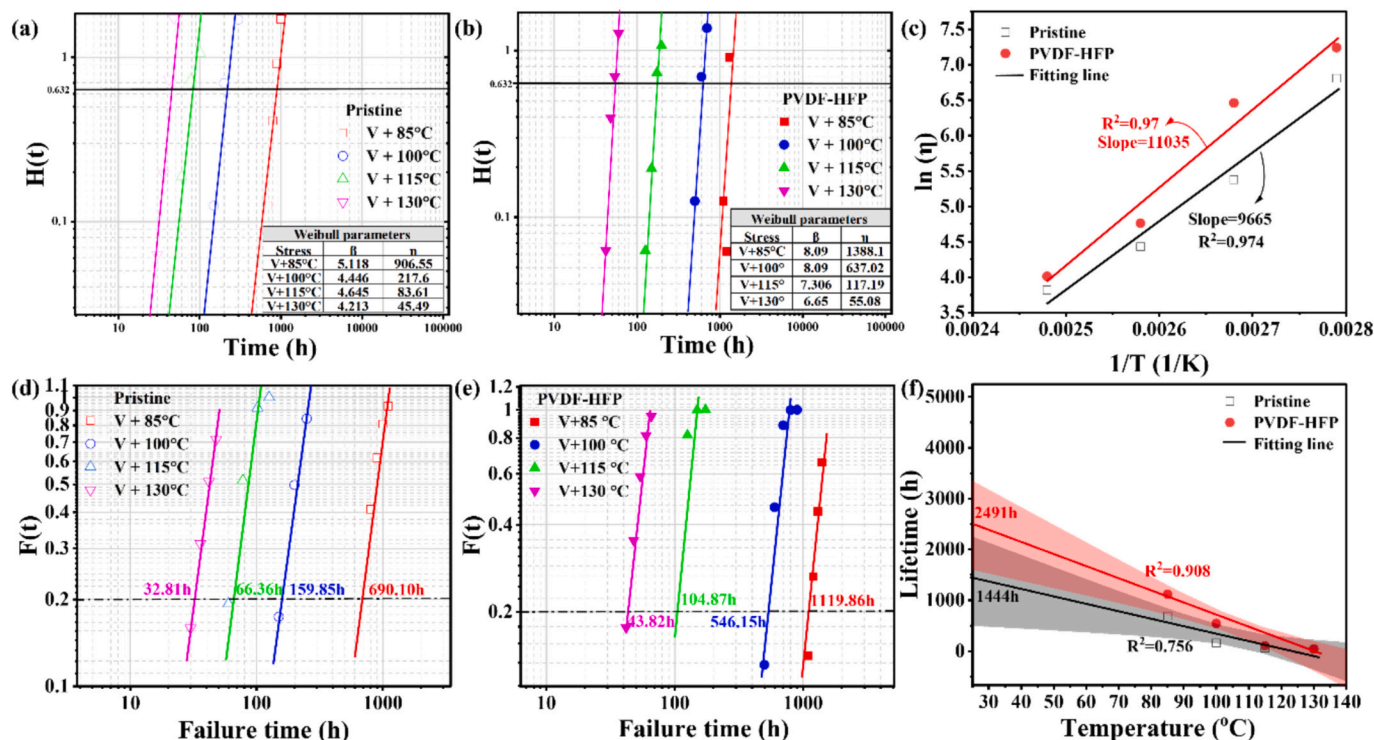 (a)
H(t)
1
0.632
0.1
Pristine
V + 85°C
V + 100°C
V + 115°C
V + 130°C
Weibull parameters
Stress β η
V+85°C 5.118 906.55
V+100°C 4.446 217.6
V+115°C 4.645 83.61
V+130°C 4.213 45.49
10 100 1000 10000 100000
Time (h)
(b)
H(t)
1
0.632
0.1
PVDF-HFP
V + 85°C
V + 100°C
V + 115°C
V + 130°C
Weibull parameters
Stress β η
V+85°C 8.09 1388.1
V+100° 8.09 637.02
V+115° 7.306 117.19
V+130° 6.65 55.08
10 100 1000 10000 100000
Time (h)
(c)
ln (η)
7.5
7.0
6.5
6.0
5.5
5.0
4.5
4.0
3.5
Pristine
PVDF-HFP
Fitting line
R²=0.97
Slope=11035
Slope=9665
R²=0.974
0.0024 0.0025 0.0026 0.0027 0.0028
1/T (1/K)
(d)
F(t)
1.1
0.9
0.8
0.7
0.6
0.5
0.4
0.3
0.2
0.1
Pristine
V + 85°C
V + 100°C
V + 115°C
V + 130°C
32.81h 66.36h 159.85h 690.10h
10 100 1000
Failure time (h)
(e)
F(t)
1.2
1.0
0.8
0.6
0.4
0.2
PVDF-HFP
V+85 °C
V+100 °C
V+115 °C
V+130 °C
43.82h 104.87h 546.15h 1119.86h
10 100 1000
Failure time (h)
(f)
Lifetime (h)
5000
4000
3000
2000
1000
0
Pristine
PVDF-HFP
Fitting line
2491h
R²=0.908
1444h
R²=0.756
30 40 50 60 70 80 90 100 110 120 130 140
Temperature (°C)